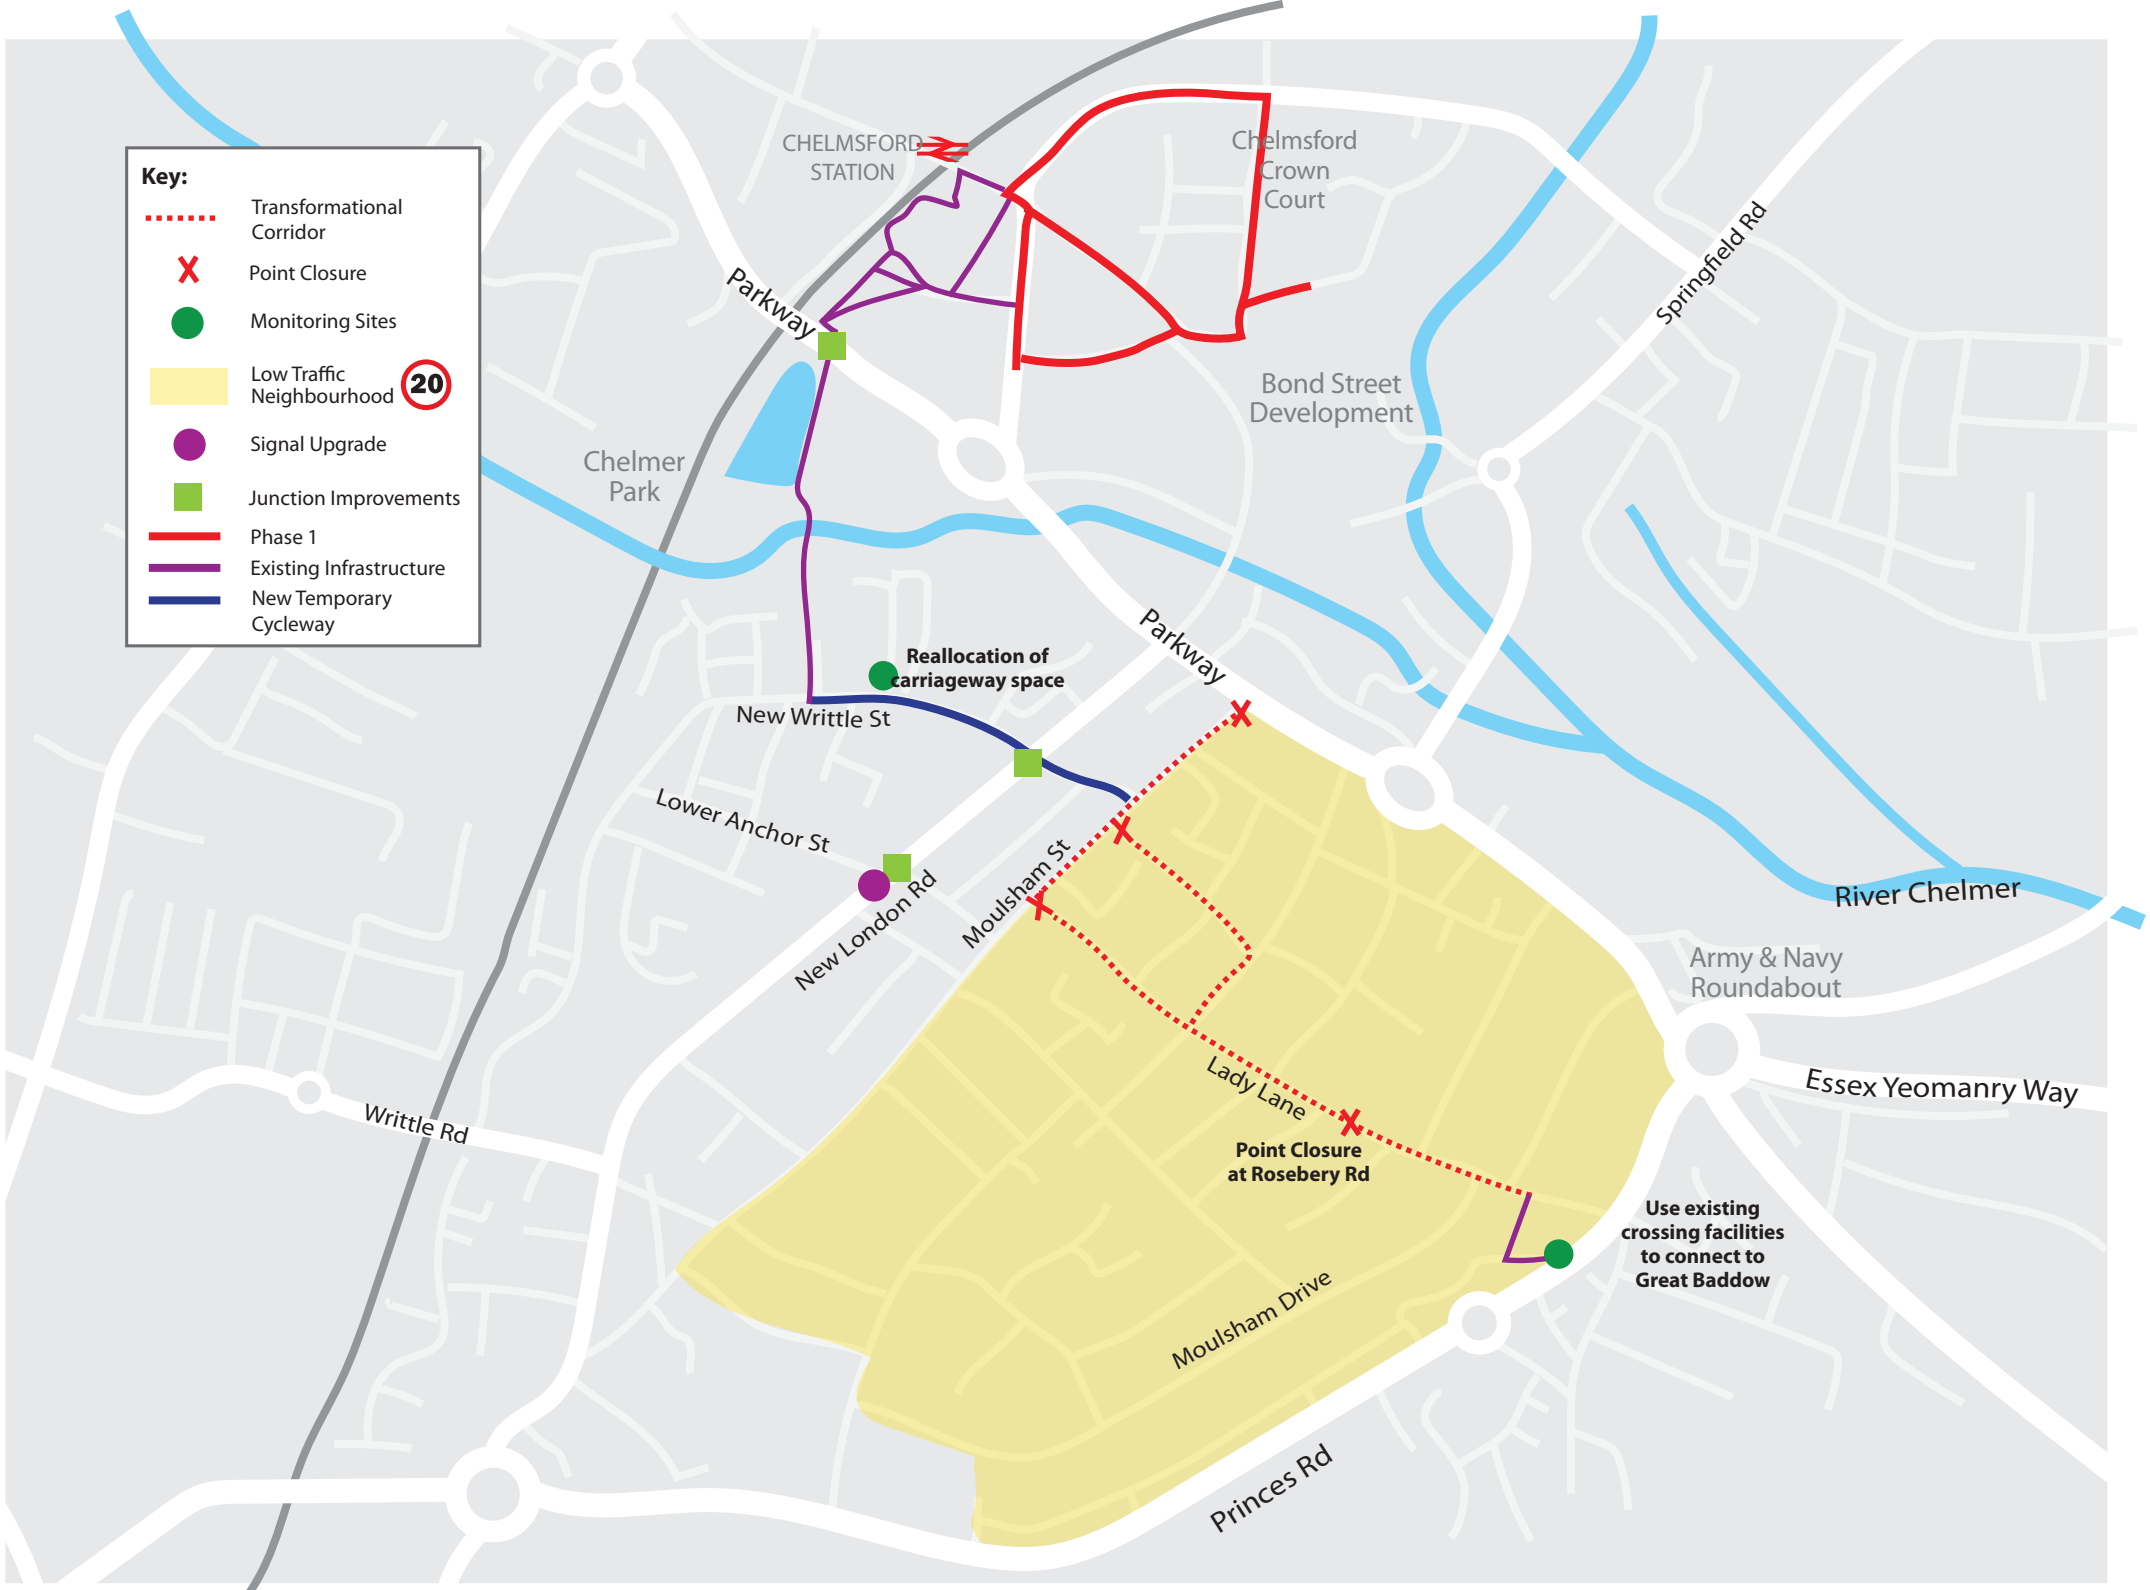 Key:
Transformational
Corridor
Point Closure
Monitoring Sites
Low Traffic
Neighbourhood
20
Signal Upgrade
Junction Improvements
Phase 1
Existing Infrastructure
New Temporary
Cycleway
CHELMSFORD
STATION
Chelmsford
Crown
Court
Springfield Rd
Parkway
Bond Street
Development
Chelmer
Park
Parkway
Reallocation of
carriageway space
New Writtle St
Lower Anchor St
Moulsham St
New London Rd
River Chelmer
Army & Navy
Roundabout
Essex Yeomanry Way
Lady Lane
Writtle Rd
Point Closure
at Rosebery Rd
Use existing
crossing facilities
to connect to
Great Baddow
Moulsham Drive
Princes Rd